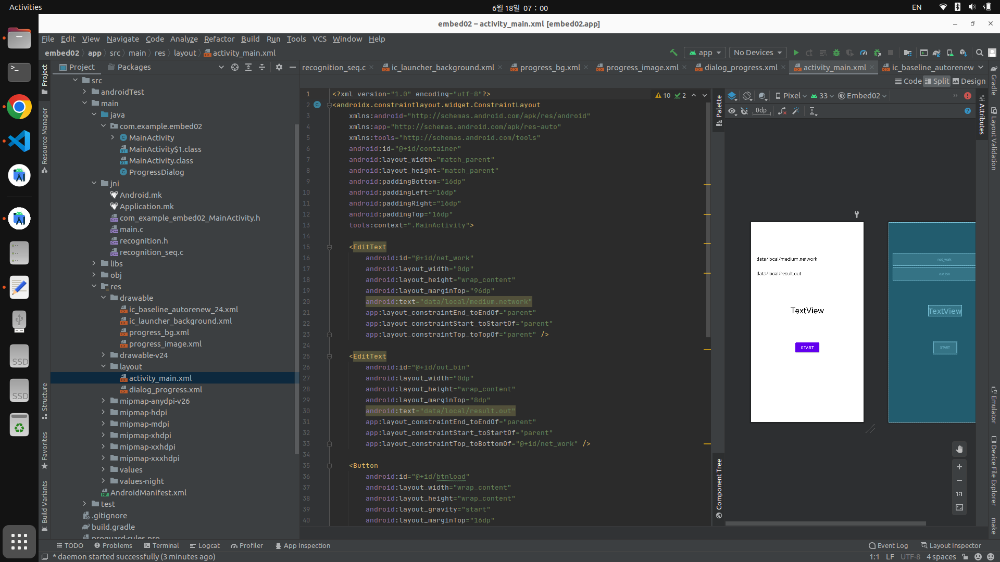 Activities
6월 18일 07 : 00
EN
embed02 – activity_main.xml [embed02.app]
File Edit View Navigate Code Analyze Refactor Build Run Tools VCS Window Help
embed02 app src main res layout activity_main.xml
app
No Devices
Project Packages
recognition_seq.c ic_launcher_background.xml progress_bg.xml progress_image.xml dialog_progress.xml activity_main.xml ic_baseline_autorenew
Code Split Design
Project
Resource Manager
Structure
Favorites
Build Variants
src
androidTest
main
java
com.example.embed02
MainActivity
MainActivity$1.class
MainActivity.class
ProgressDialog
jni
Android.mk
Application.mk
com_example_embed02_MainActivity.h
main.c
recognition.h
recognition_seq.c
libs
obj
res
drawable
ic_baseline_autorenew_24.xml
ic_launcher_background.xml
progress_bg.xml
progress_image.xml
drawable-v24
layout
activity_main.xml
dialog_progress.xml
mipmap-anydpi-v26
mipmap-hdpi
mipmap-mdpi
mipmap-xhdpi
mipmap-xxhdpi
mipmap-xxxhdpi
values
values-night
AndroidManifest.xml
test
.gitignore
build.gradle
proguard-rules.pro
10 2
1 <?xml version="1.0" encoding="utf-8"?>
2 <androidx.constraintlayout.widget.ConstraintLayout
3 xmlns:android="http://schemas.android.com/apk/res/android"
4 xmlns:app="http://schemas.android.com/apk/res-auto"
5 xmlns:tools="http://schemas.android.com/tools"
6 android:id="@+id/container"
7 android:layout_width="match_parent"
8 android:layout_height="match_parent"
9 android:paddingBottom="16dp"
10 android:paddingLeft="16dp"
11 android:paddingRight="16dp"
12 android:paddingTop="16dp"
13 tools:context=".MainActivity">
14
15 <EditText
16 android:id="@+id/net_work"
17 android:layout_width="0dp"
18 android:layout_height="wrap_content"
19 android:layout_marginTop="96dp"
20 android:text="data/local/medium.network"
21 app:layout_constraintEnd_toEndOf="parent"
22 app:layout_constraintStart_toStartOf="parent"
23 app:layout_constraintTop_toTopOf="parent" />
24
25 <EditText
26 android:id="@+id/out_bin"
27 android:layout_width="0dp"
28 android:layout_height="wrap_content"
29 android:layout_marginTop="8dp"
30 android:text="data/local/result.out"
31 app:layout_constraintEnd_toEndOf="parent"
32 app:layout_constraintStart_toStartOf="parent"
33 app:layout_constraintTop_toBottomOf="@+id/net_work" />
34
35 <Button
36 android:id="@+id/btnload"
37 android:layout_width="wrap_content"
38 android:layout_height="wrap_content"
39 android:layout_gravity="start"
40 android:layout_marginTop="16dp"
Palette
Component Tree
Pixel 33 Embed02
0dp
data/local/medium.network
data/local/result.out
TextView
START
net_work
out_bin
TextView
START
1:1
Attributes
Gradle
Layout Validation
Emulator
Device File Explorer
make
SSD
SSD
TODO Problems Terminal Logcat Profiler App Inspection
Event Log Layout Inspector
* daemon started successfully (3 minutes ago)
1:1 LF UTF-8 4 spaces